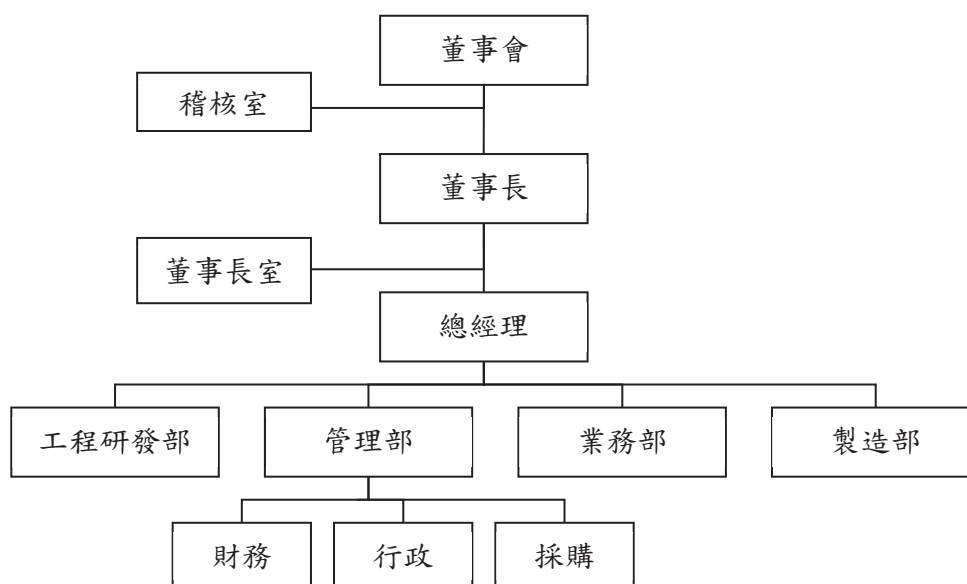 董事會
稽核室
董事長
董事長室
總經理
工程研發部
管理部
業務部
製造部
財務
行政
採購